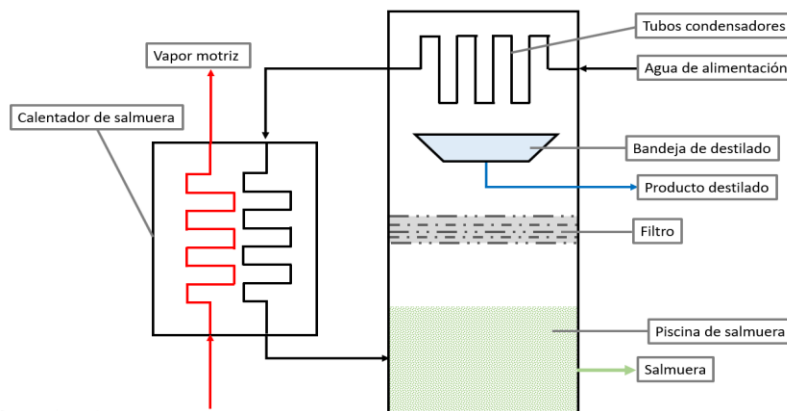 Tubos condensadores
Vapor motriz
Agua de alimentación
Calentador de salmuera
Bandeja de destilado
Producto destilado
Filtro
Piscina de salmuera
Salmuera